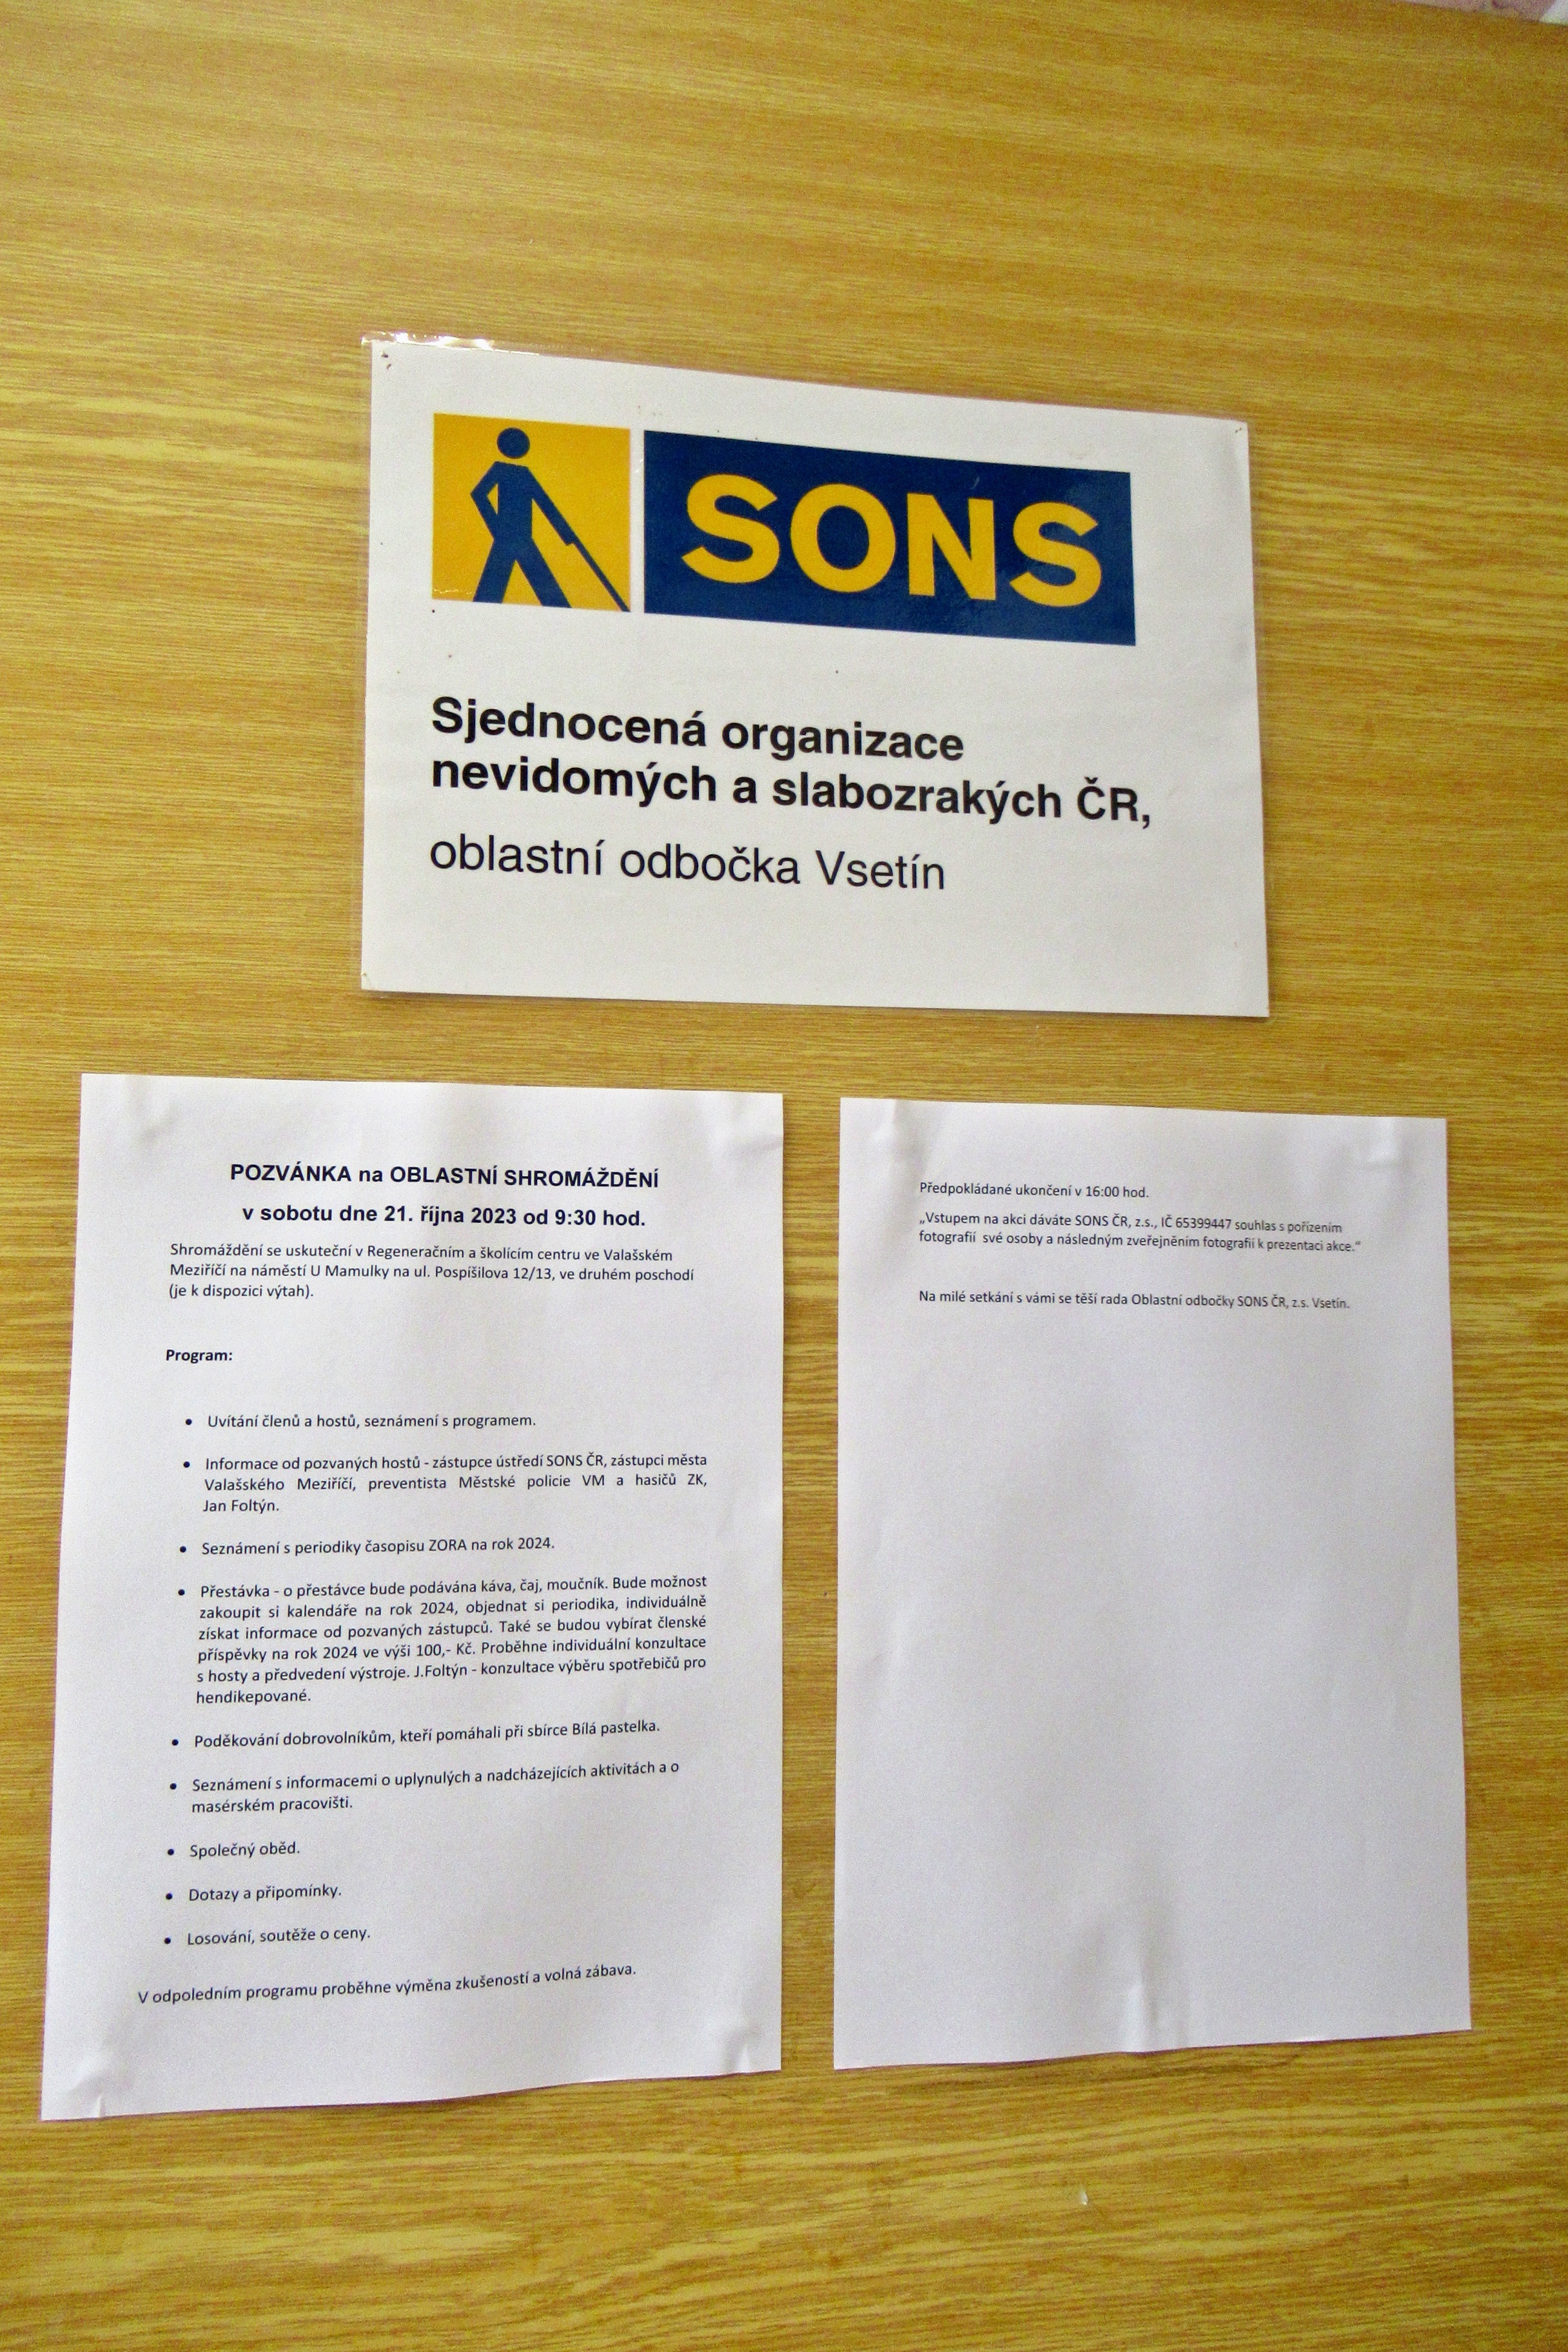 SONS
Sjednocená organizace
nevidomých a slabozrakých ČR,
oblastní odbočka Vsetín
POZVÁNKA na OBLASTNÍ SHROMÁŽDĚNÍ
v sobotu dne 21. října 2023 od 9:30 hod.
Shromáždění se uskuteční v Regeneračním a školícím centru ve Valašském
Meziříčí na náměstí U Mamulky na ul. Pospíšilova 12/13, ve druhém poschodí
(je k dispozici výtah).
Program:
• Uvítání členů a hostů, seznámení s programem.
• Informace od pozvaných hostů - zástupce ústředí SONS ČR, zástupci města
Valašského Meziříčí, preventista Městské policie VM a hasičů ZK,
Jan Foltýn.
• Seznámení s periodiky časopisu ZORA na rok 2024.
• Přestávka - o přestávce bude podávána káva, čaj, moučník. Bude možnost
zakoupit si kalendáře na rok 2024, objednat si periodika, individuálně
získat informace od pozvaných zástupců. Také se budou vybírat členské
příspěvky na rok 2024 ve výši 100,- Kč. Proběhne individuální konzultace
s hosty a předvedení výstroje. J.Foltýn - konzultace výběru spotřebičů pro
hendikepované.
• Poděkování dobrovolníkům, kteří pomáhali při sbírce Bílá pastelka.
• Seznámení s informacemi o uplynulých a nadcházejících aktivitách a o
masérském pracovišti.
• Společný oběd.
• Dotazy a připomínky.
• Losování, soutěže o ceny.
V odpoledním programu proběhne výměna zkušeností a volná zábava.
Předpokládané ukončení v 16:00 hod.
„Vstupem na akci dáváte SONS ČR, z.s., IČ 65399447 souhlas s pořízením
fotografií své osoby a následným zveřejněním fotografií k prezentaci akce.“
Na milé setkání s vámi se těší rada Oblastní odbočky SONS ČR, z.s. Vsetín.